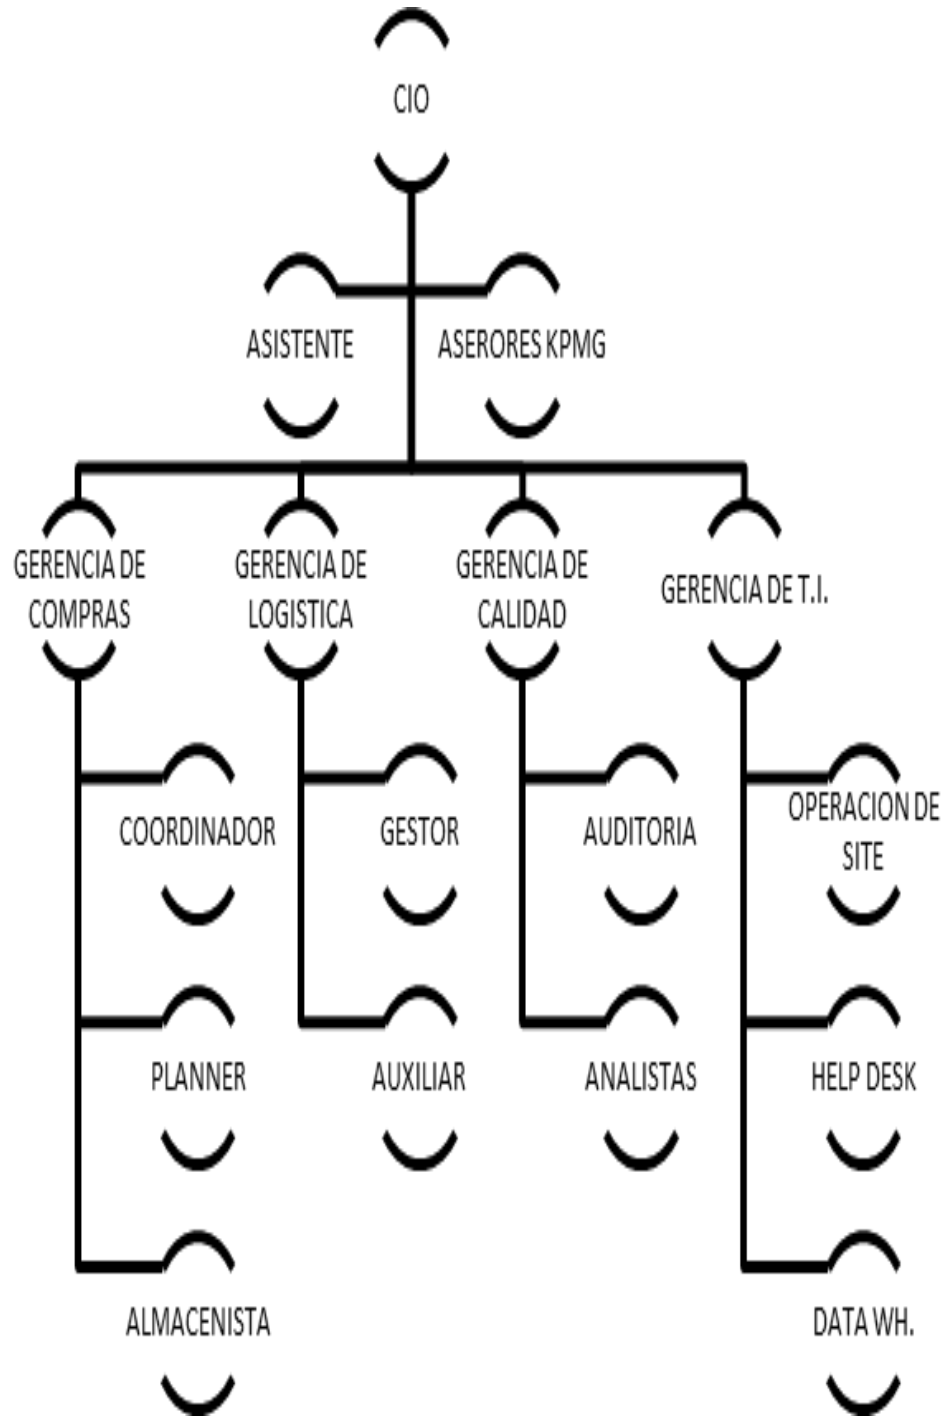 CIO
ASISTENTE
ASERORES KPMG
GERENCIA DE
COMPRAS
GERENCIA DE
LOGISTICA
GERENCIA DE
CALIDAD
GERENCIA DE T.I.
COORDINADOR
GESTOR
AUDITORIA
OPERACION DE
SITE
PLANNER
AUXILIAR
ANALISTAS
HELP DESK
ALMACENISTA
DATA WH.